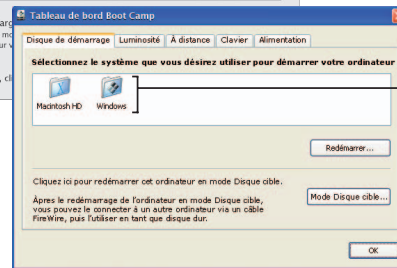 Tableau de bord Boot Camp
Disque de démarrage Luminosité À distance Clavier Alimentation
Sélectionnez le système que vous désirez utiliser pour démarrer votre ordinateur
Macintosh HD Windows
Redémarrer...
Cliquez ici pour redémarrer cet ordinateur en mode Disque cible.
Àpres le redémarrage de l'ordinateur en mode Disque cible,
vous pouvez le connecter à un autre ordinateur via un câble
FireWire, puis l'utiliser en tant que disque dur.
Mode Disque cible...
OK